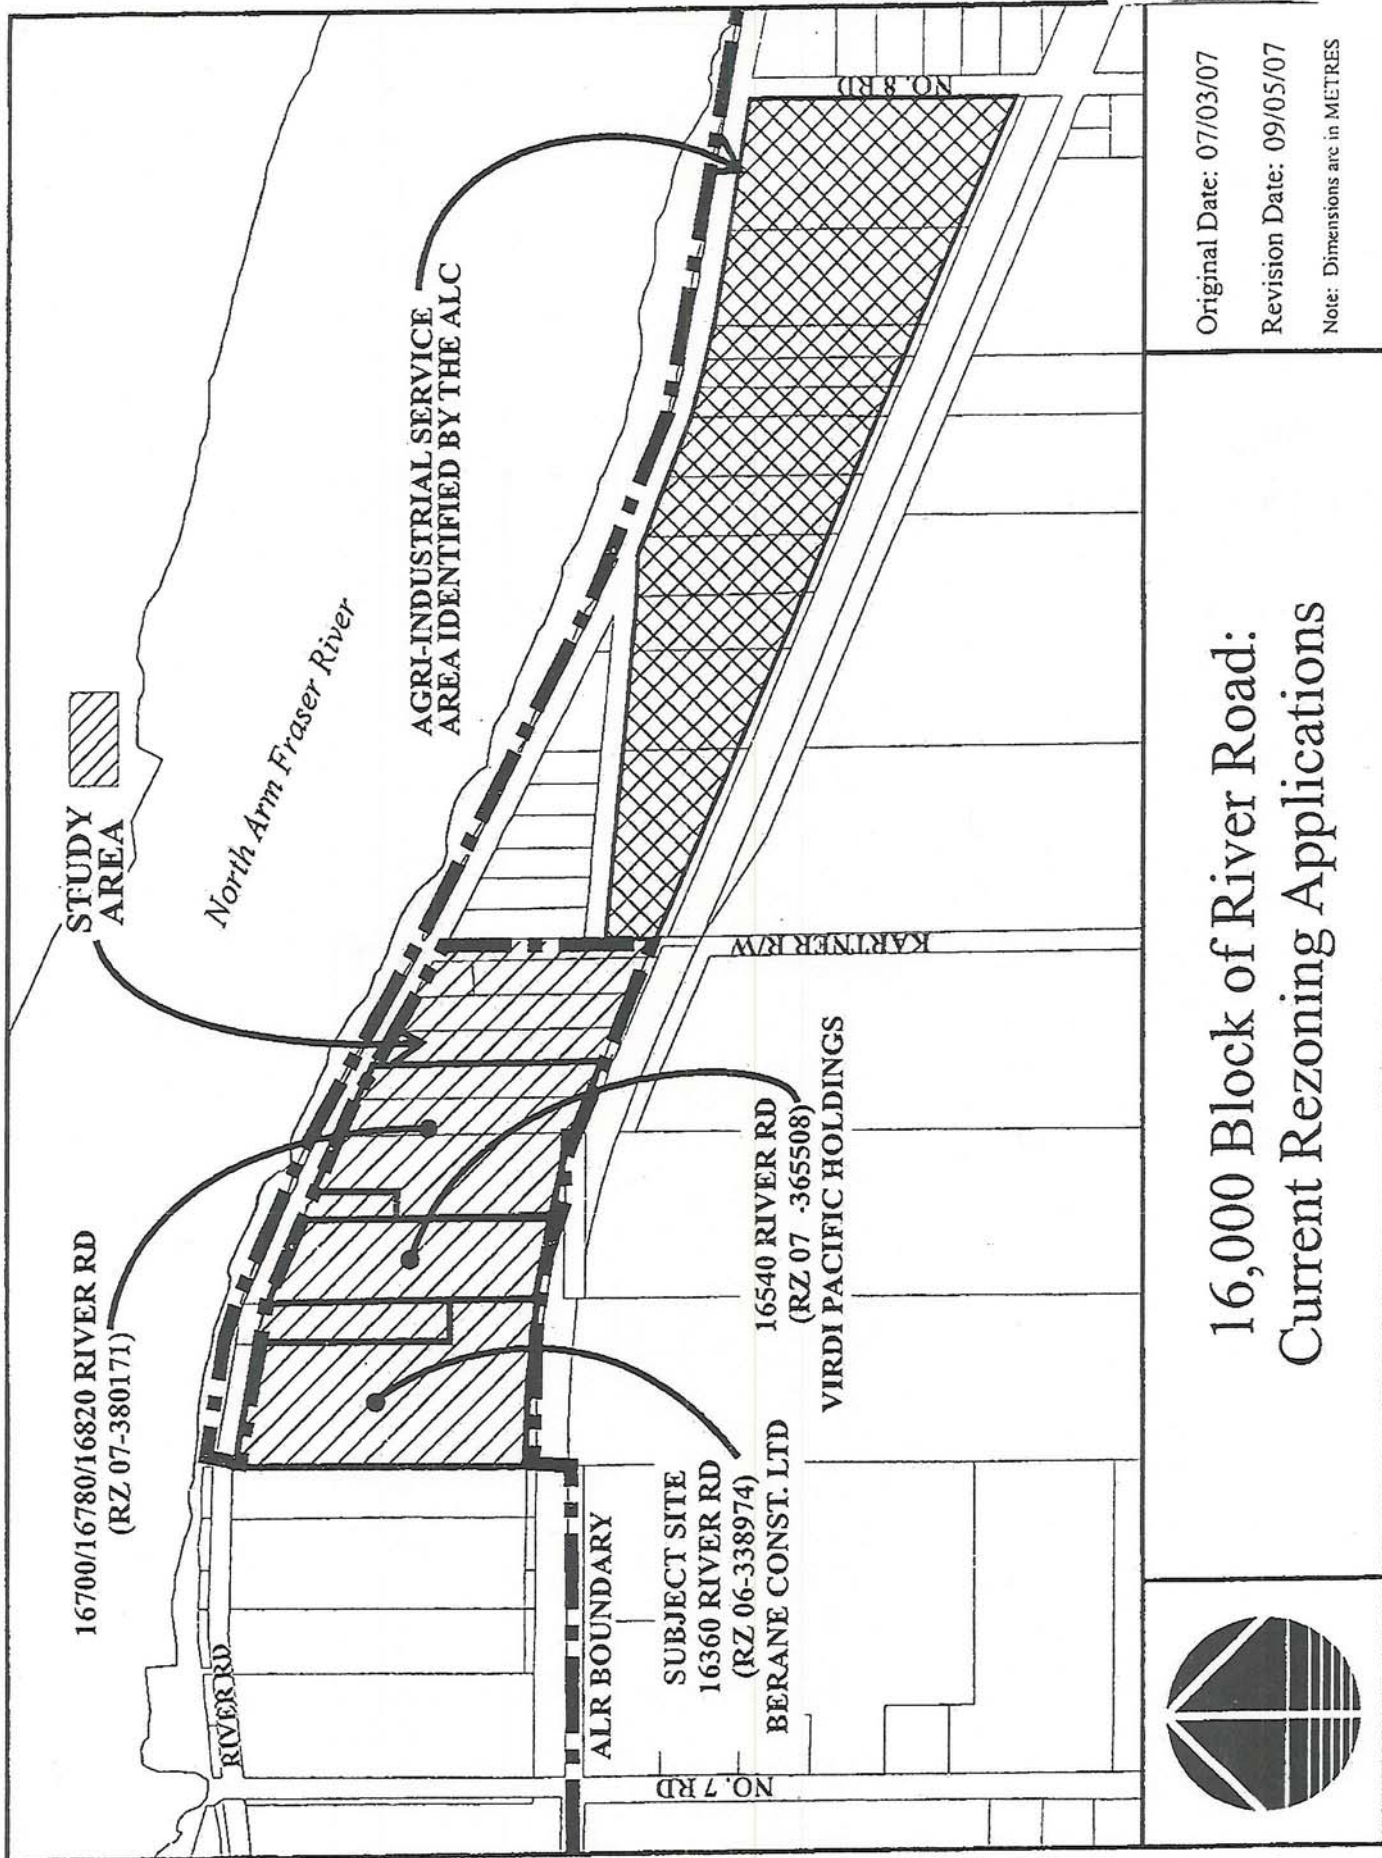 STUDY
AREA
North Arm Fraser River
16700/16780/16820 RIVER RD
(RZ 07-380171)
AGRI-INDUSTRIAL SERVICE
AREA IDENTIFIED BY THE ALC
RIVER RD
NO. 8 RD
KARTNER R/W
ALR BOUNDARY
SUBJECT SITE
16360 RIVER RD
(RZ 06-338974)
BERANE CONST. LTD
16540 RIVER RD
(RZ 07 -365508)
VIRDI PACIFIC HOLDINGS
NO. 7 RD
16,000 Block of River Road:
Current Rezoning Applications
Original Date: 07/03/07
Revision Date: 09/05/07
Note: Dimensions are in METRES